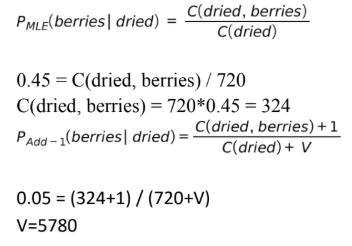 P_MLE(berries| dried) = C(dried, berries) / C(dried)
0.45 = C(dried, berries) / 720
C(dried, berries) = 720*0.45 = 324
P_Add−1(berries| dried) = C(dried, berries)+1 / C(dried)+ V
0.05 = (324+1) / (720+V)
V=5780